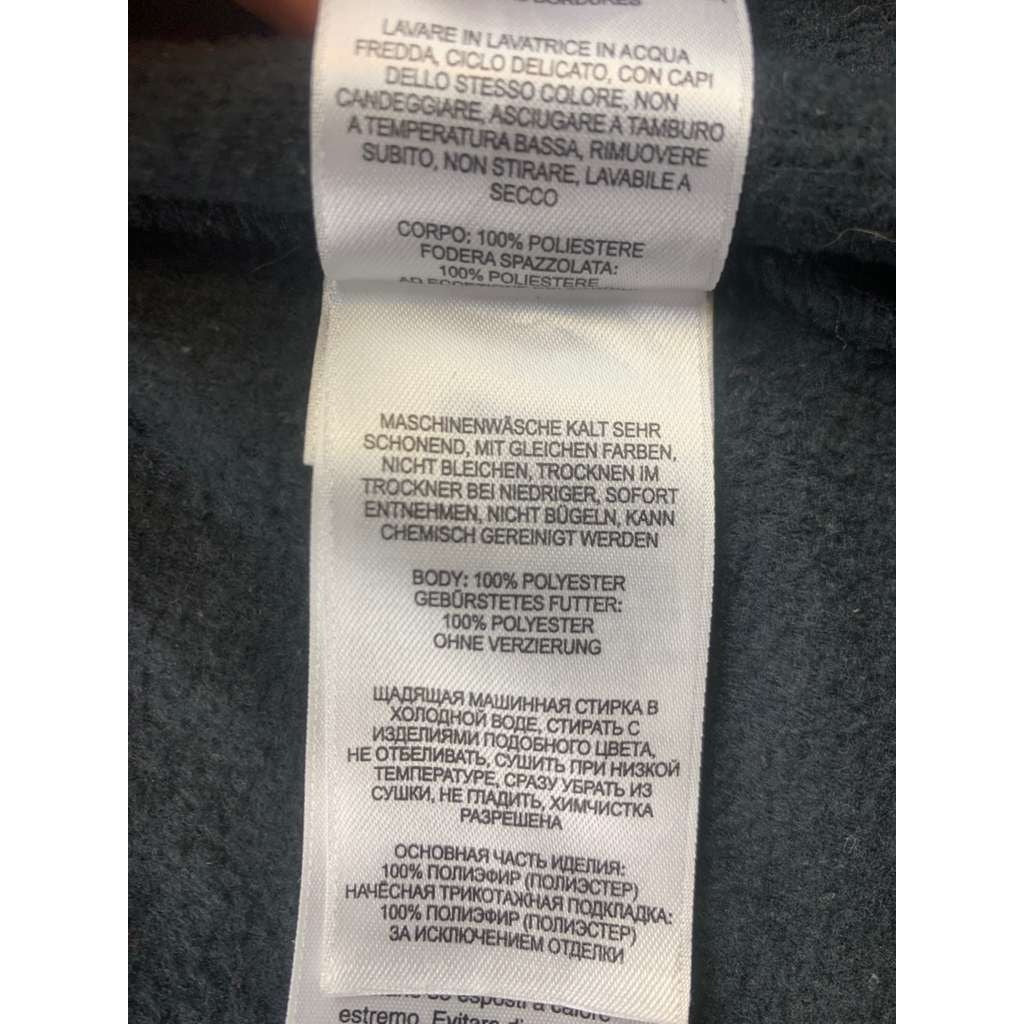 BORDURES
LAVARE IN LAVATRICE IN ACQUA
FREDDA, CICLO DELICATO, CON CAPI
DELLO STESSO COLORE, NON
CANDEGGIARE, ASCIUGARE A TAMBURO
A TEMPERATURA BASSA, RIMUOVERE
SUBITO, NON STIRARE, LAVABILE A
SECCO
CORPO: 100% POLIESTERE
FODERA SPAZZOLATA:
100% POLIESTERE
MASCHINENWÄSCHE KALT SEHR
SCHONEND, MIT GLEICHEN FARBEN,
NICHT BLEICHEN, TROCKNEN IM
TROCKNER BEI NIEDRIGER, SOFORT
ENTNEHMEN, NICHT BÜGELN, KANN
CHEMISCH GEREINIGT WERDEN
BODY: 100% POLYESTER
GEBÜRSTETES FUTTER:
100% POLYESTER
OHNE VERZIERUNG
ЩАДЯЩАЯ МАШИННАЯ СТИРКА В
ХОЛОДНОЙ ВОДЕ, СТИРАТЬ С
ИЗДЕЛИЯМИ ПОДОБНОГО ЦВЕТА,
НЕ ОТБЕЛИВАТЬ, СУШИТЬ ПРИ НИЗКОЙ
ТЕМПЕРАТУРЕ, СРАЗУ УБРАТЬ ИЗ
СУШКИ, НЕ ГЛАДИТЬ, ХИМЧИСТКА
РАЗРЕШЕНА
ОСНОВНАЯ ЧАСТЬ ИДЕЛИЯ:
100% ПОЛИЭФИР (ПОЛИЭСТЕР)
НАЧЁСНАЯ ТРИКОТАЖНАЯ ПОДКЛАДКА:
100% ПОЛИЭФИР (ПОЛИЭСТЕР)
ЗА ИСКЛЮЧЕНИЕМ ОТДЕЛКИ
se esposti a calore
estremo. Evitare